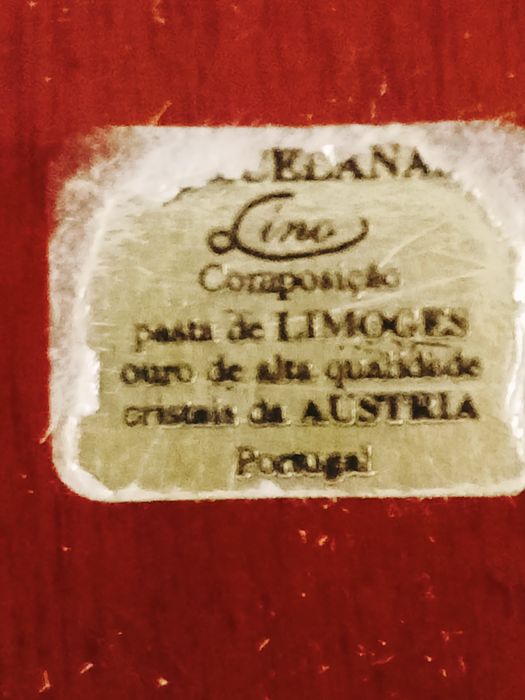 Lino
Composição
pasta de LIMOGES
ouro de alta qualidade
cristais da AUSTRIA
Portugal